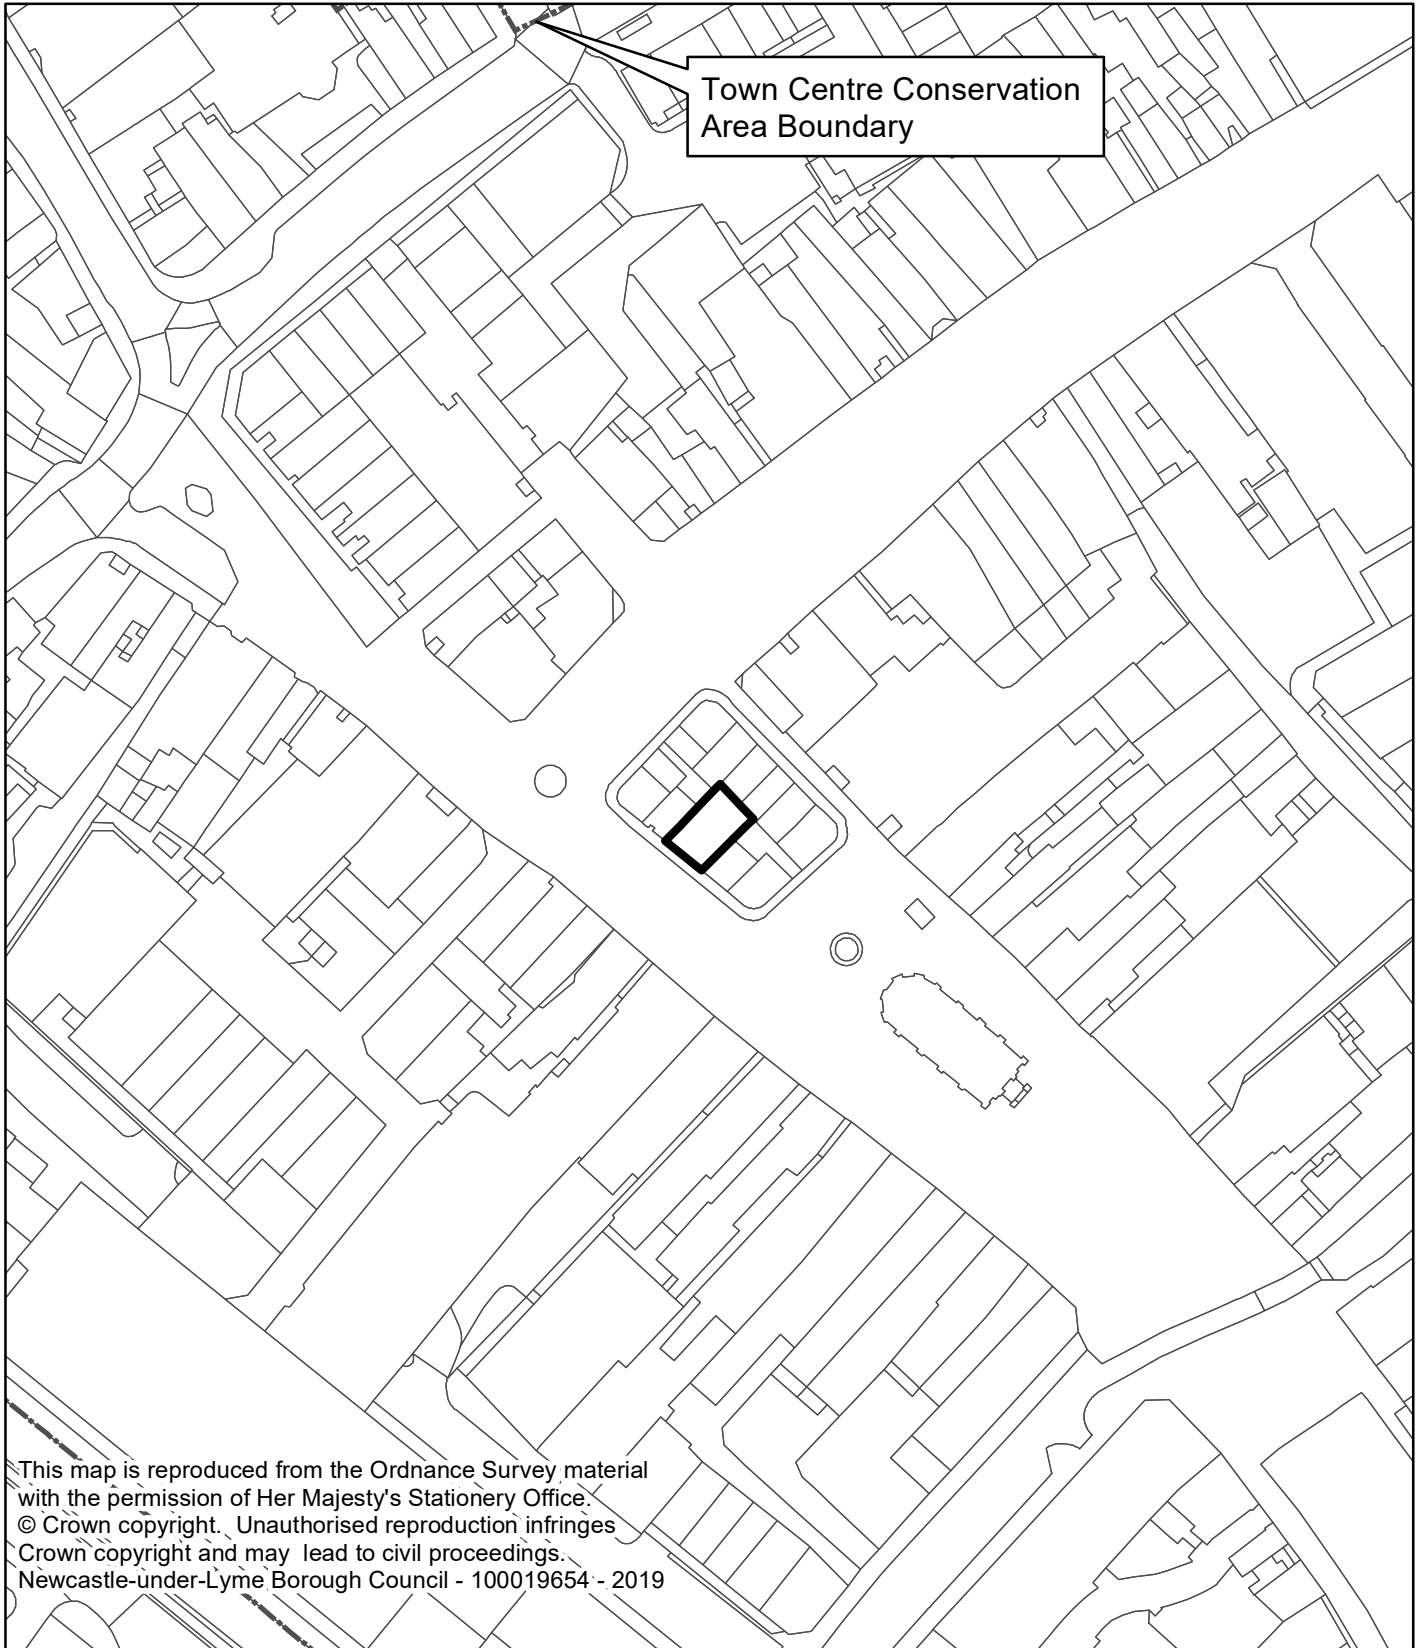 Town Centre Conservation
Area Boundary
This map is reproduced from the Ordnance Survey material
with the permission of Her Majesty's Stationery Office.
© Crown copyright. Unauthorised reproduction infringes
Crown copyright and may lead to civil proceedings.
Newcastle-under-Lyme Borough Council - 100019654 - 2019